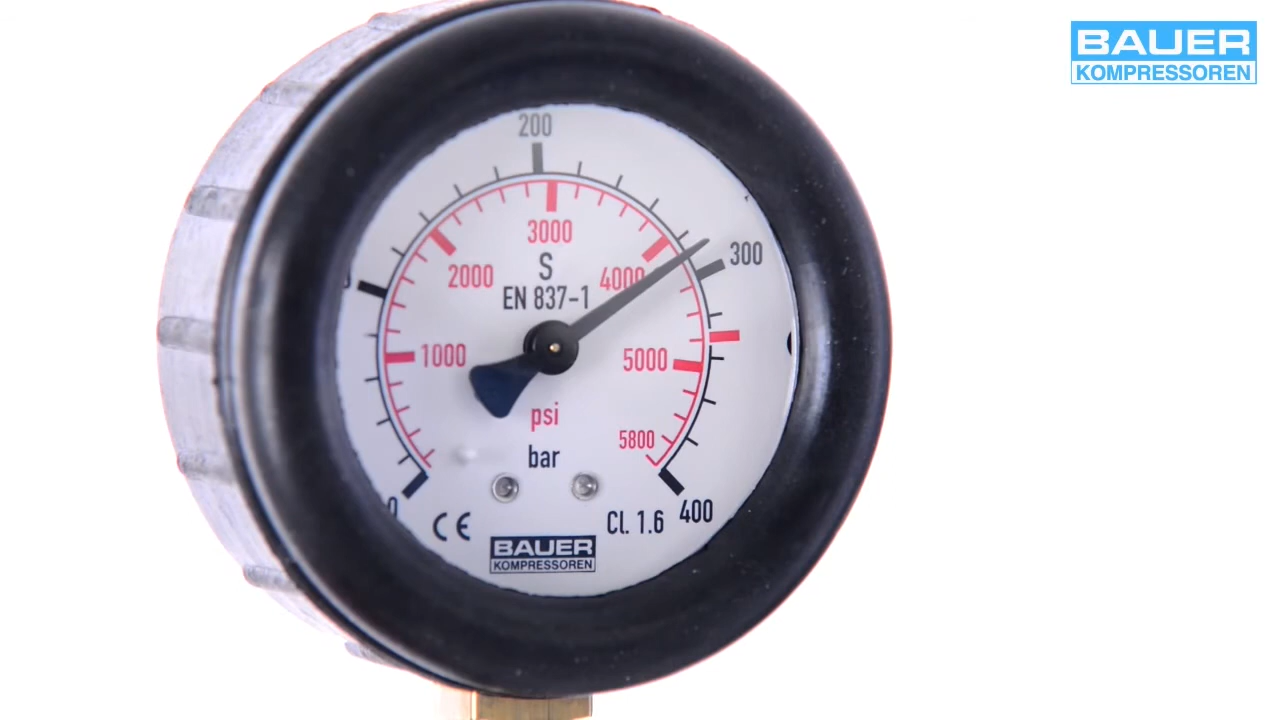 BAUER
KOMPRESSOREN
200
3000
300
2000
S
4000
EN 837-1
1000
5000
psi
5800
bar
0
400
CE
Cl. 1.6
BAUER
KOMPRESSOREN